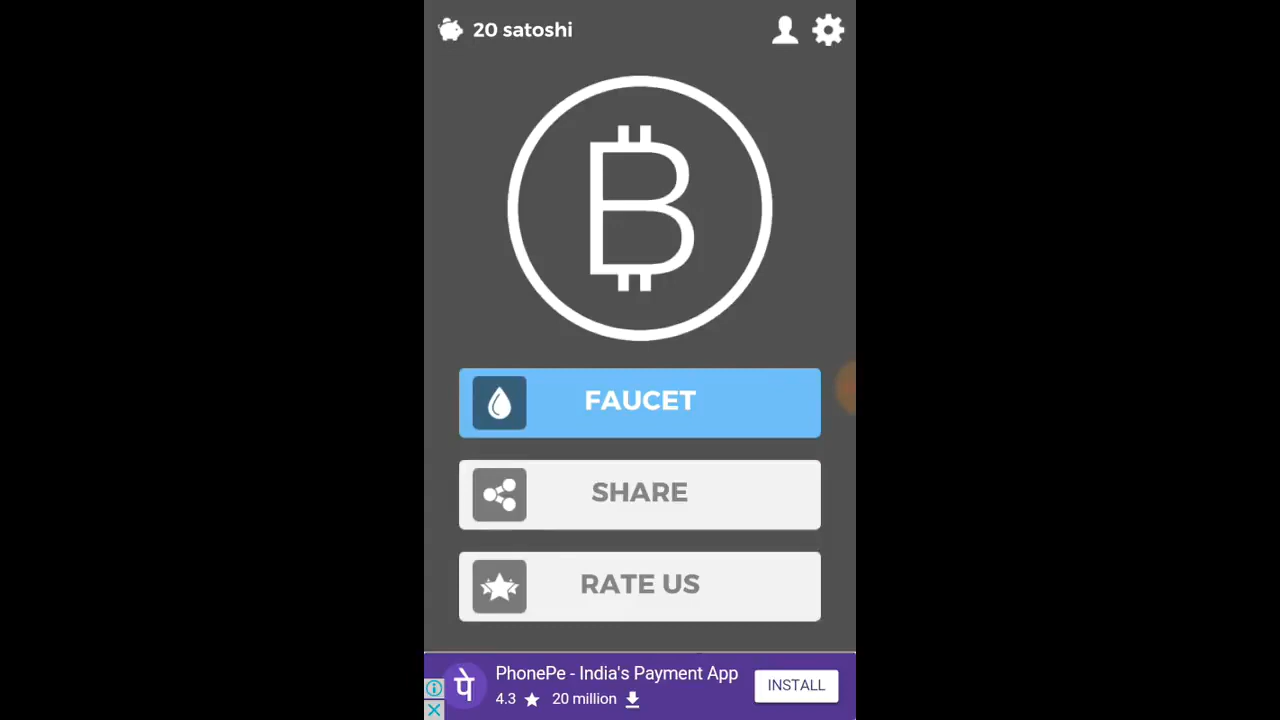 20 satoshi
FAUCET
SHARE
RATE US
पे
PhonePe - India's Payment App
4.3 20 million
INSTALL